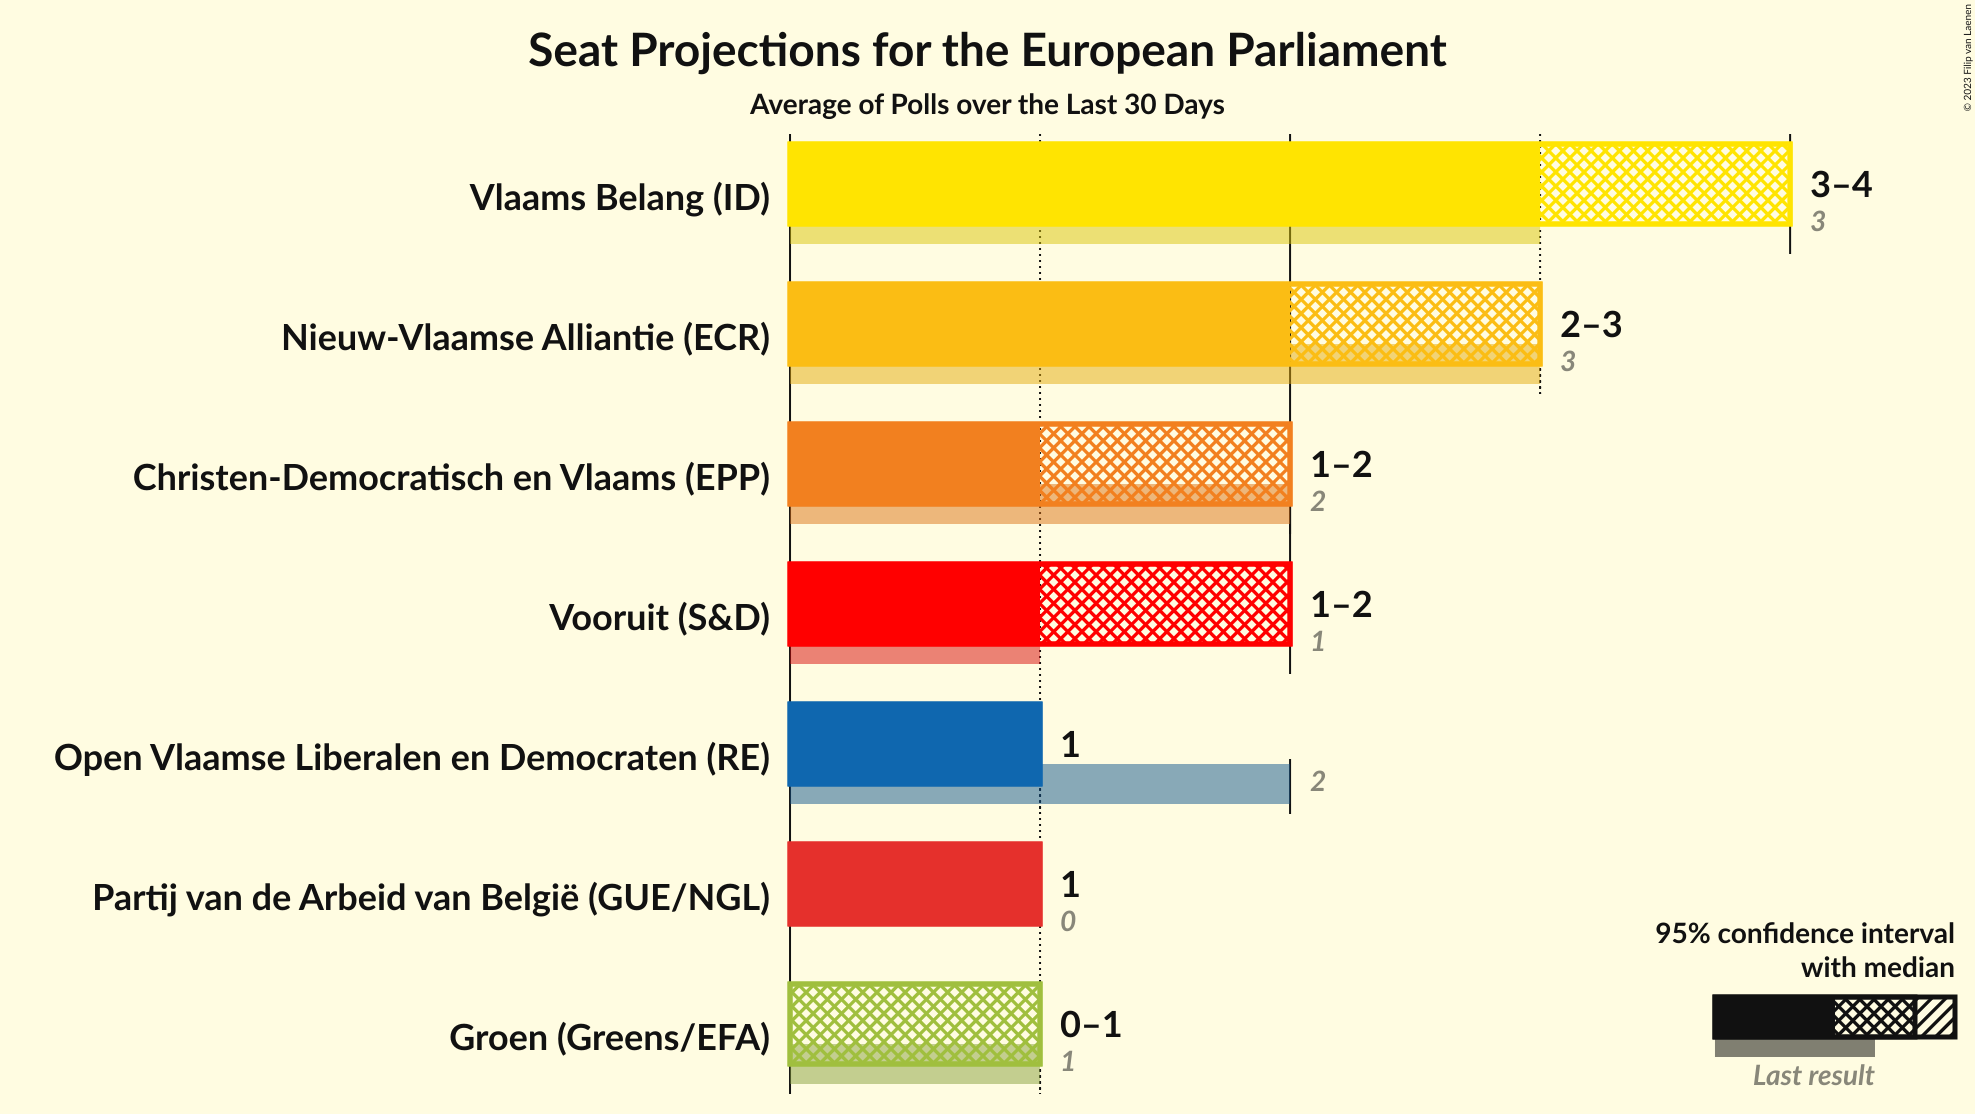 Seat Projections for the European Parliament
Average of Polls over the Last 30 Days
© 2023 Filip van Laenen
Vlaams Belang (ID)
3–4
3
Nieuw-Vlaamse Alliantie (ECR)
2–3
3
Christen-Democratisch en Vlaams (EPP)
1–2
2
Vooruit (S&D)
1–2
1
Open Vlaamse Liberalen en Democraten (RE)
1
2
Partij van de Arbeid van België (GUE/NGL)
1
0
Groen (Greens/EFA)
0–1
1
95% confidence interval
with median
Last result